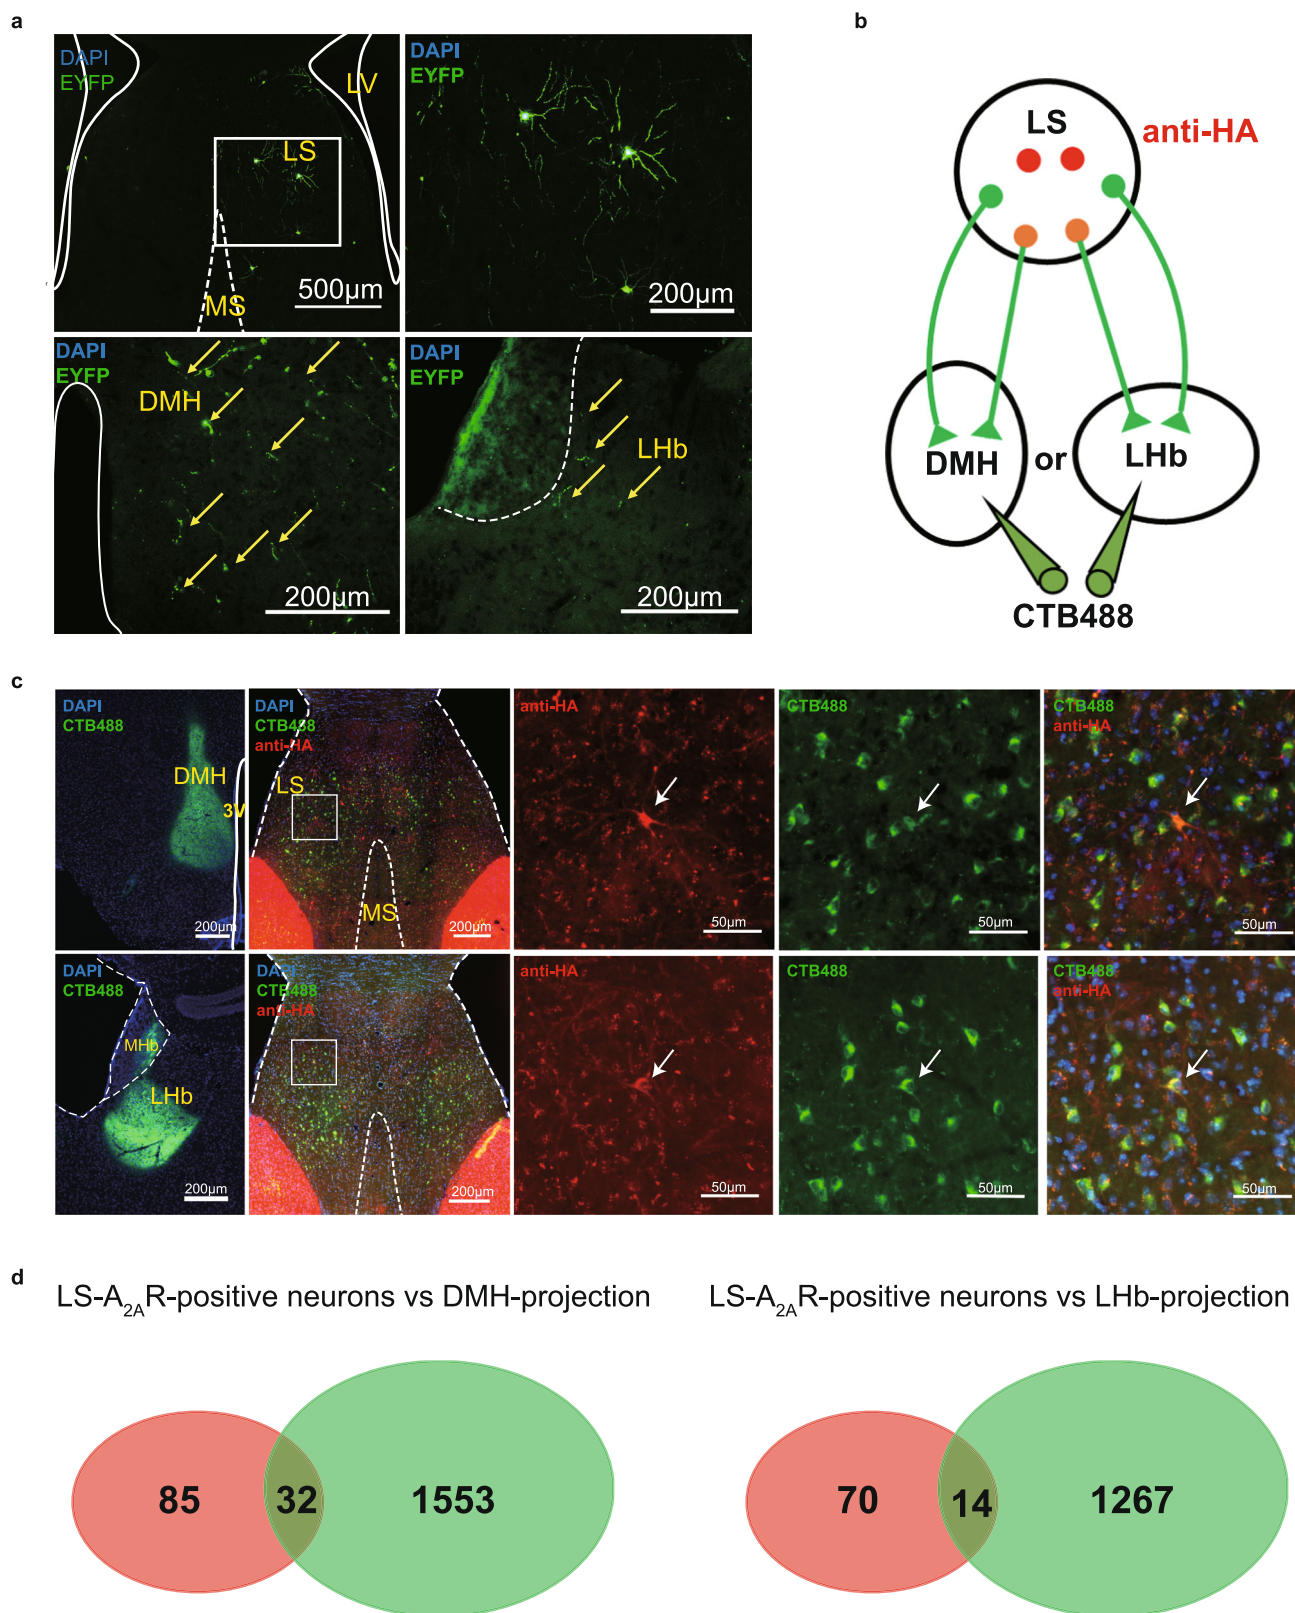 a
DAPI
EYFP
LV
LS
MS
500µm
DAPI
EYFP
200µm
DAPI
EYFP
DMH
200µm
DAPI
EYFP
LHb
200µm
b
LS
anti-HA
DMH or LHb
CTB488
c
DAPI
CTB488
DMH
3V
200µm
DAPI
CTB488
anti-HA
LS
MS
200µm
anti-HA
50µm
CTB488
50µm
CTB488
anti-HA
50µm
DAPI
CTB488
MHb
LHb
200µm
DAPI
CTB488
anti-HA
200µm
anti-HA
50µm
CTB488
50µm
CTB488
anti-HA
50µm
d
LS-A2AR-positive neurons vs DMH-projection
85 32 1553
LS-A2AR-positive neurons vs LHb-projection
70 14 1267